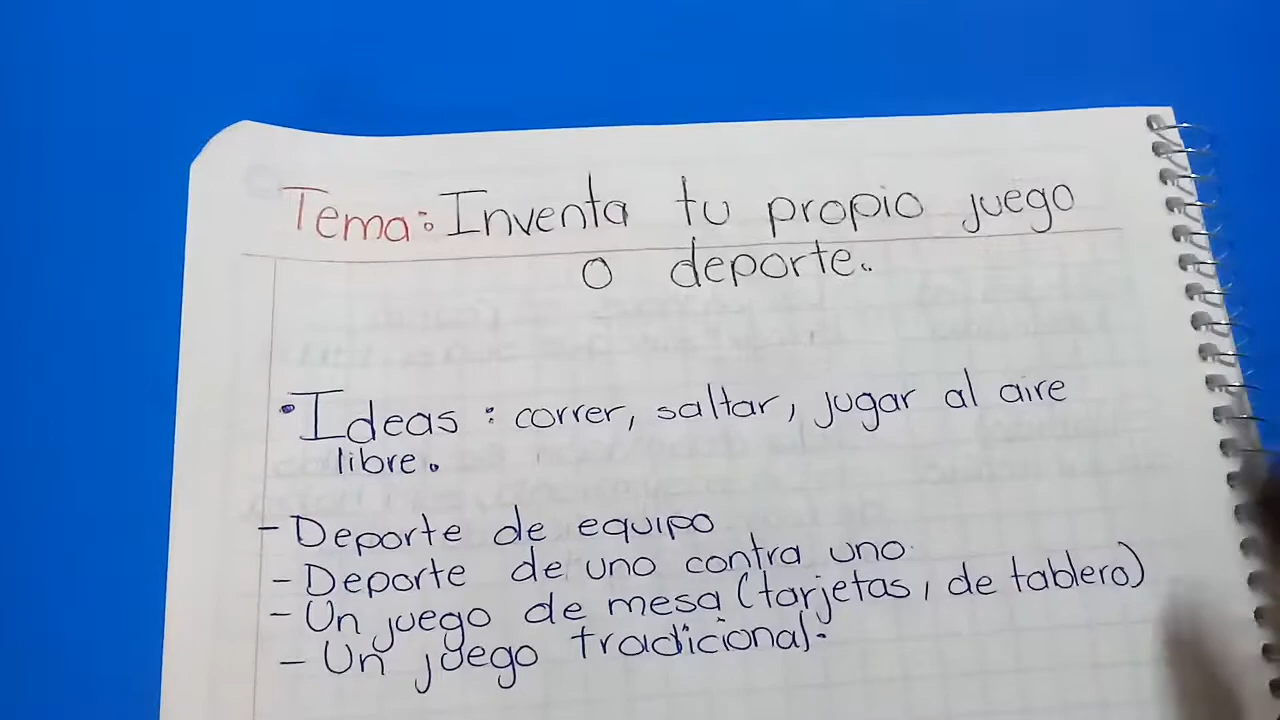 Tema: Inventa tu propio juego
o deporte.
• Ideas: correr, saltar, jugar al aire
libre.
- Deporte de equipo
- Deporte de uno contra uno.
- Un juego de mesa (tarjetas, de tablero)
- Un juego tradicional.